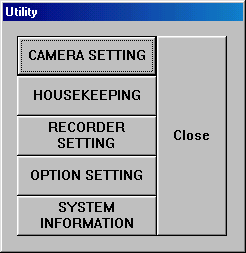 Utility
CAMERA SETTING
HOUSEKEEPING
RECORDER
SETTING
OPTION SETTING
SYSTEM
INFORMATION
Close